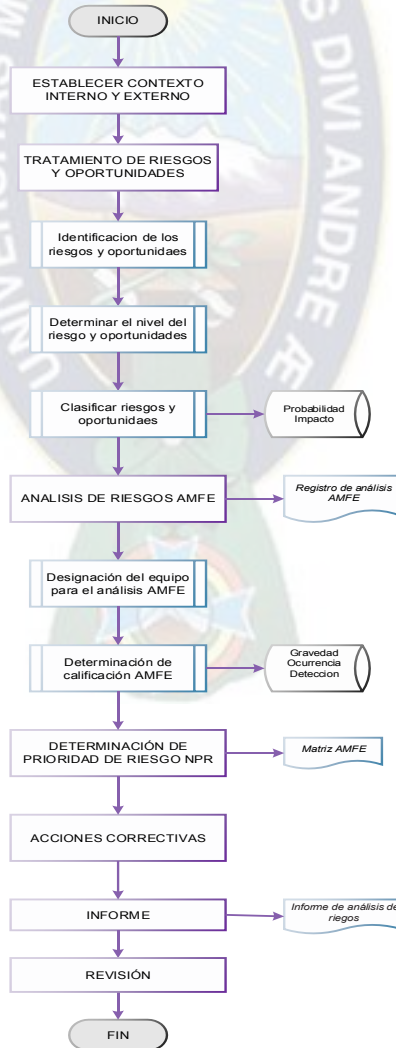 INICIO
ESTABLECER CONTEXTO
INTERNO Y EXTERNO
TRATAMIENTO DE RIESGOS
Y OPORTUNIDADES
Identificacion de los
riesgos y oportunidaes
Determinar el nivel del
riesgo y oportunidades
Clasificar riesgos y
oportunidaes
Probabilidad
Impacto
ANALISIS DE RIESGOS AMFE
Registro de análisis
AMFE
Designación del equipo
para el análisis AMFE
Determinación de
calificación AMFE
Gravedad
Ocurrencia
Deteccion
DETERMINACIÓN DE
PRIORIDAD DE RIESGO NPR
Matriz AMFE
ACCIONES CORRECTIVAS
INFORME
Informe de análisis de
riegos
REVISIÓN
FIN
UNIVERSITAS M
S DIVI ANDRE Æ